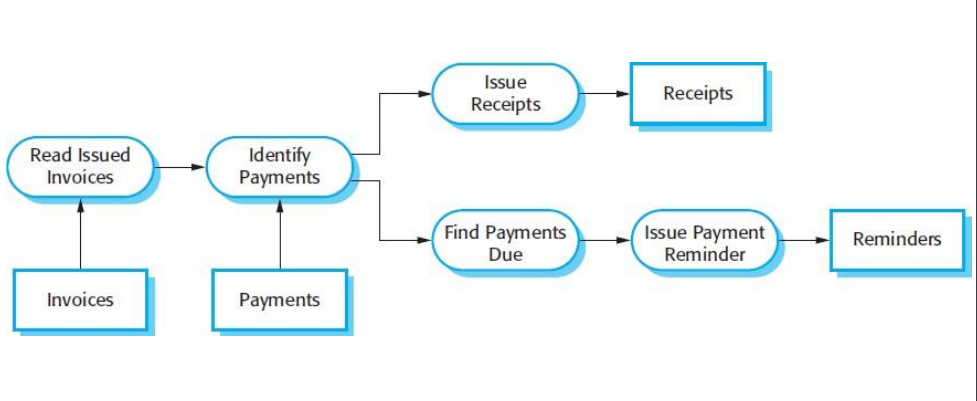 Issue
Receipts
Receipts
Read Issued
Invoices
Identify
Payments
Find Payments
Due
Issue Payment
Reminder
Reminders
Invoices
Payments